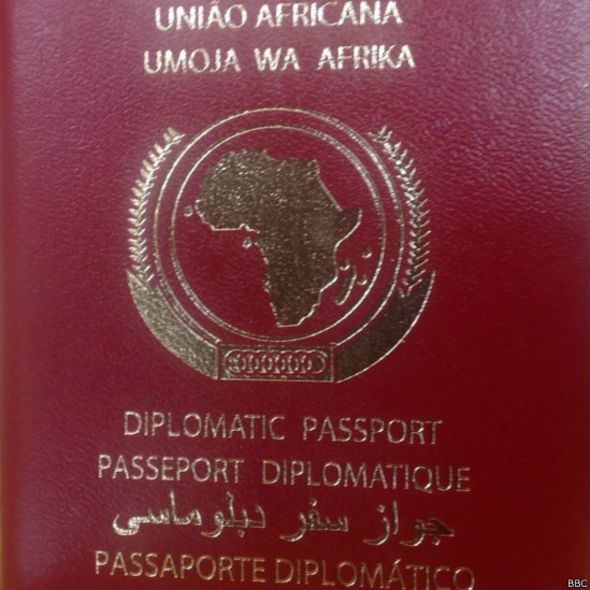 UNIÃO AFRICANA
UMOJA WA AFRIKA
DIPLOMATIC PASSPORT
PASSEPORT DIPLOMATIQUE
جواز سفر دبلوماسي
PASSAPORTE DIPLOMÁTICO
BBC